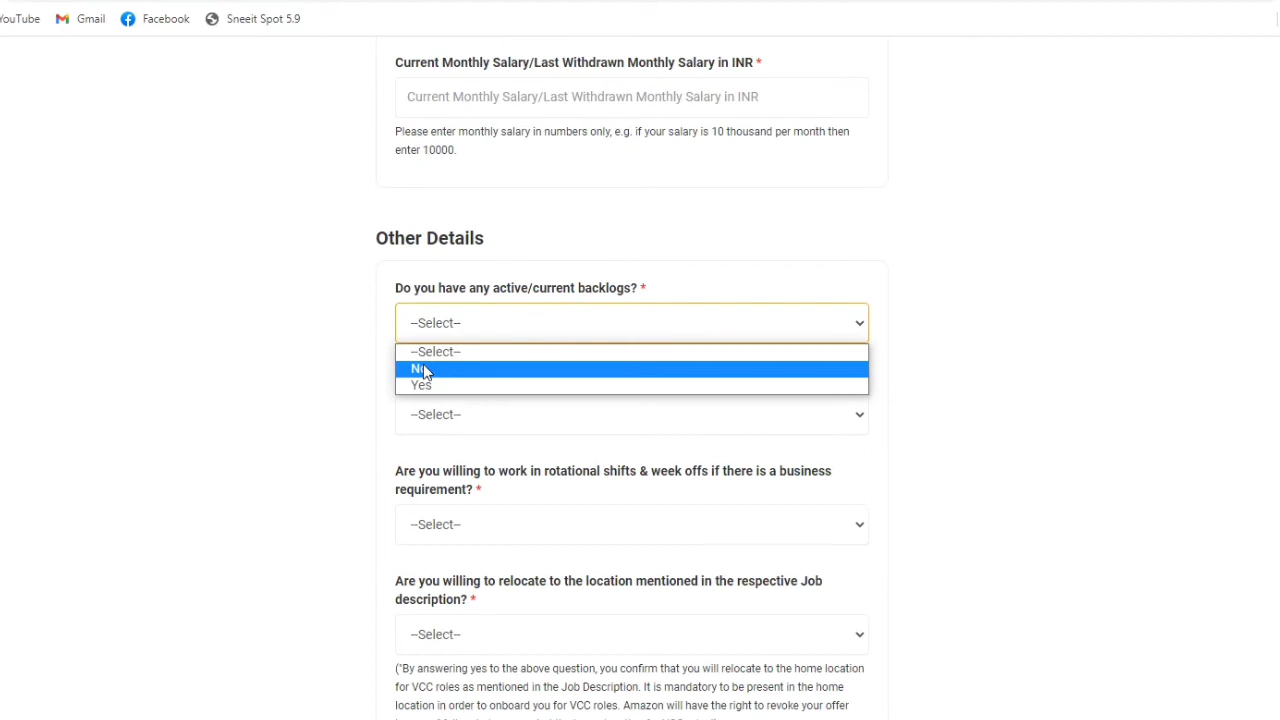 YouTube Gmail Facebook Sneeit Spot 5.9
Current Monthly Salary/Last Withdrawn Monthly Salary in INR *
Current Monthly Salary/Last Withdrawn Monthly Salary in INR
Please enter monthly salary in numbers only, e.g. if your salary is 10 thousand per month then
enter 10000.
Other Details
Do you have any active/current backlogs? *
--Select--
--Select--
No
Yes
--Select--
Are you willing to work in rotational shifts & week offs if there is a business
requirement? *
--Select--
Are you willing to relocate to the location mentioned in the respective Job
description? *
--Select--
("By answering yes to the above question, you confirm that you will relocate to the home location
for VCC roles as mentioned in the Job Description. It is mandatory to be present in the home
location in order to onboard you for VCC roles. Amazon will have the right to revoke your offer